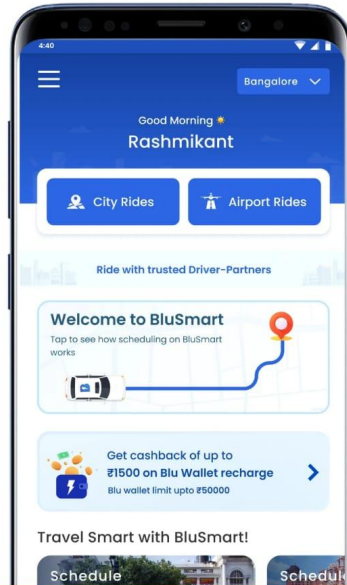 4:40
Bangalore
Good Morning
Rashmikant
City Rides
Airport Rides
Ride with trusted Driver-Partners
Welcome to BluSmart
Tap to see how scheduling on BluSmart
works
Get cashback of up to
₹1500 on Blu Wallet recharge
Blu wallet limit upto ₹50000
Travel Smart with BluSmart!
Schedule
Schedul